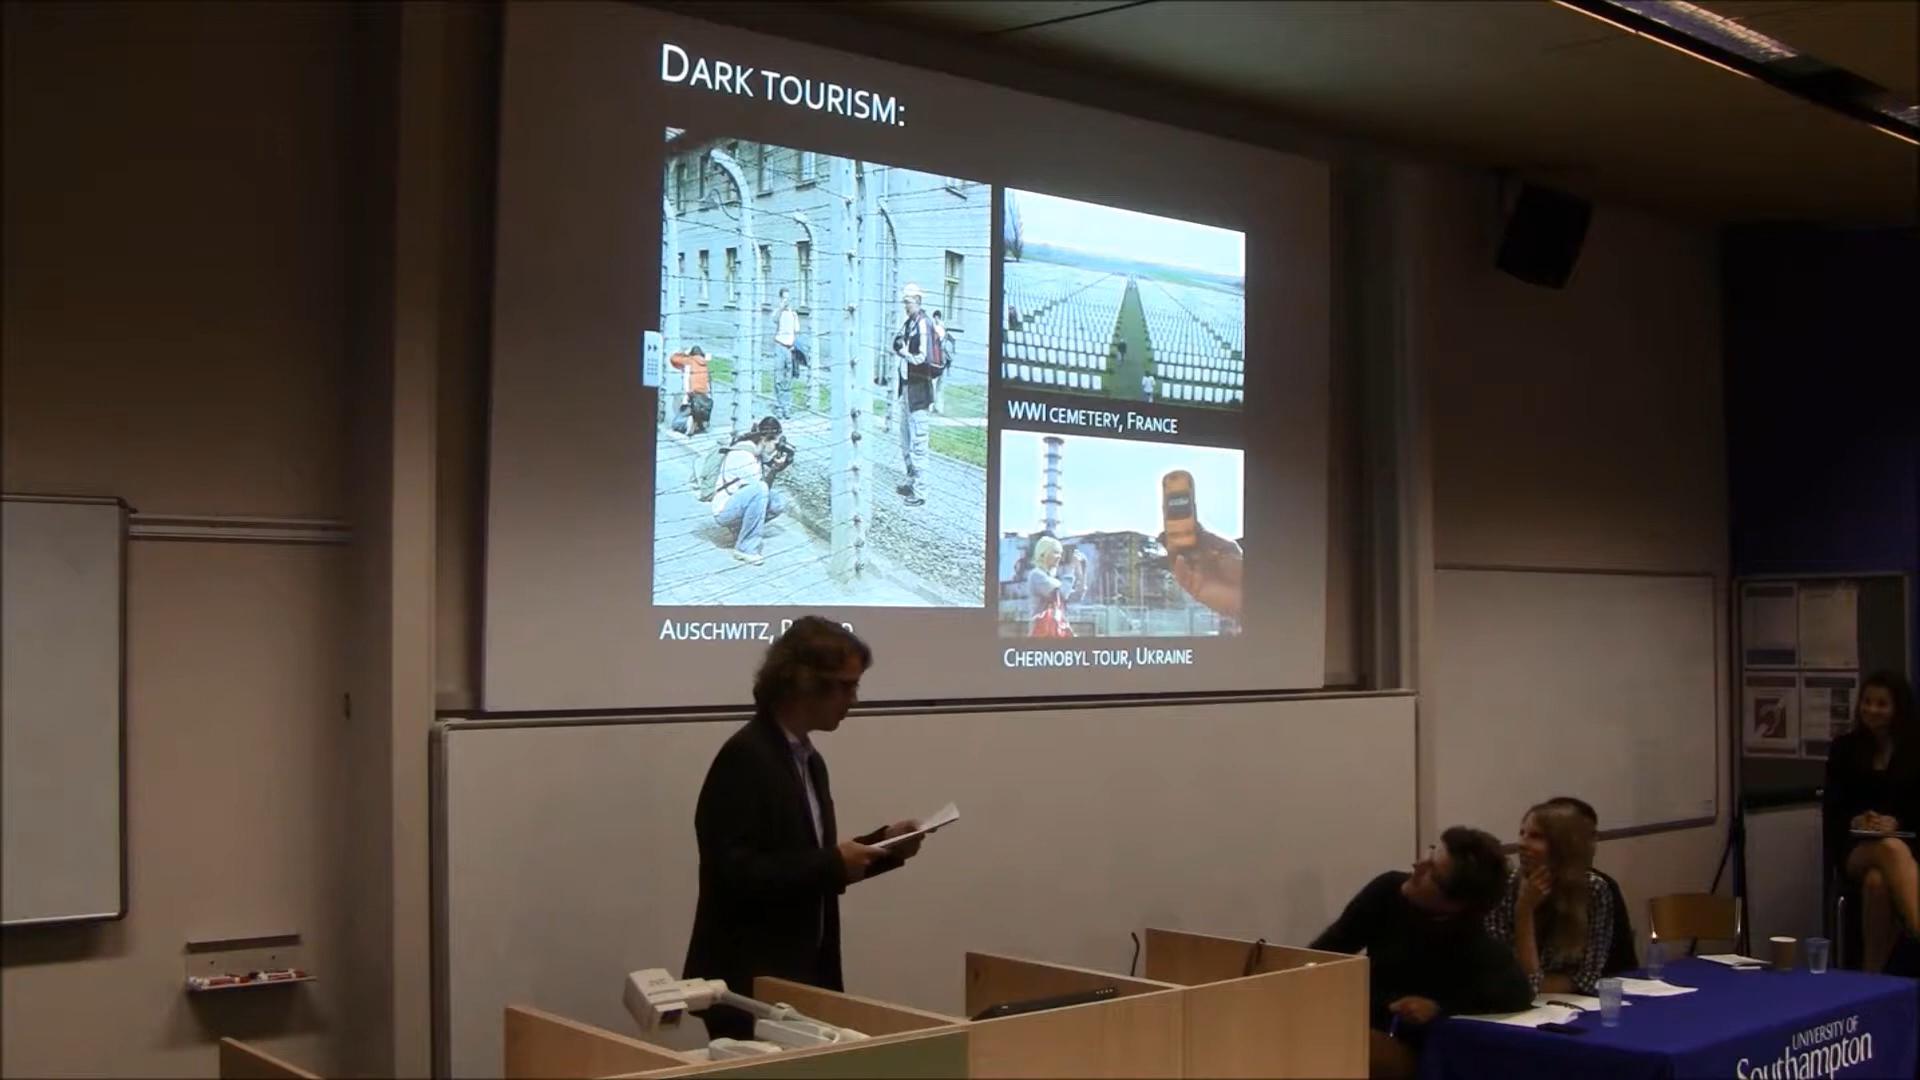 DARK TOURISM:
WWI CEMETERY, FRANCE
AUSCHWITZ,
CHERNOBYL TOUR, UKRAINE
UNIVERSITY OF
Southampton